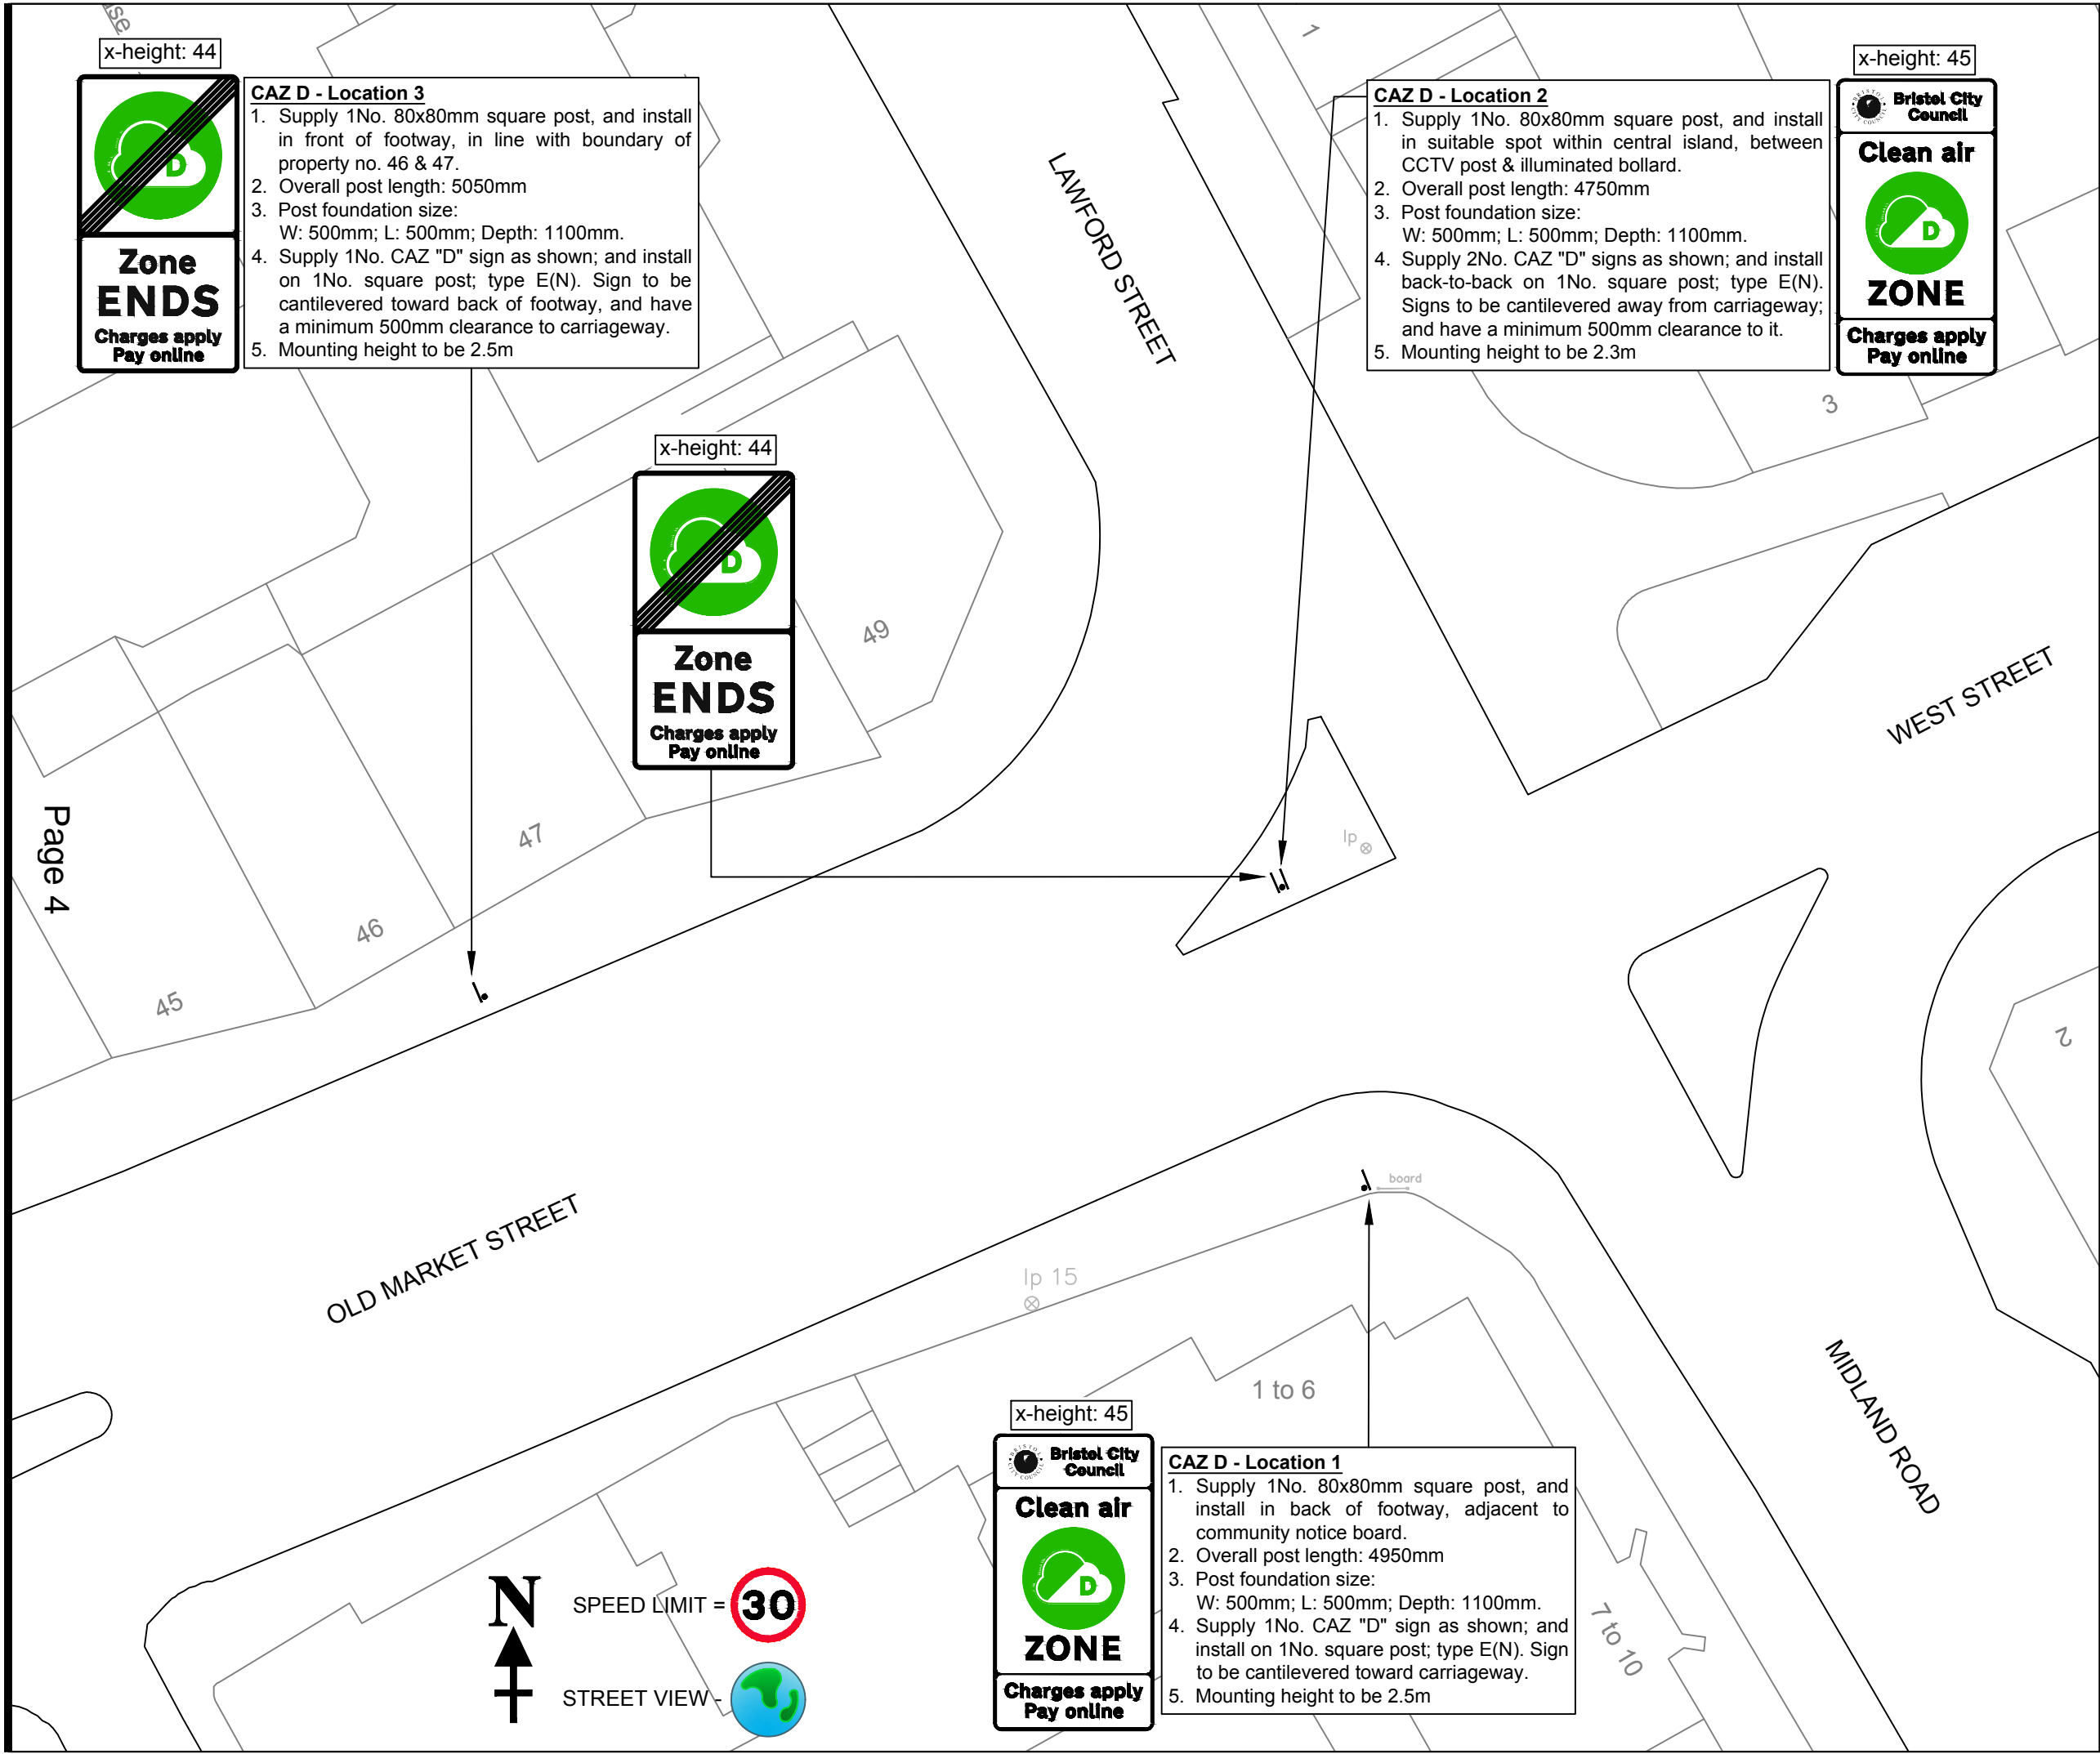 x-height: 44
Zone
ENDS
Charges apply
Pay online
CAZ D - Location 3
1. Supply 1No. 80x80mm square post, and install
in front of footway, in line with boundary of
property no. 46 & 47.
2. Overall post length: 5050mm
3. Post foundation size:
W: 500mm; L: 500mm; Depth: 1100mm.
4. Supply 1No. CAZ "D" sign as shown; and install
on 1No. square post; type E(N). Sign to be
cantilevered toward back of footway, and have
a minimum 500mm clearance to carriageway.
5. Mounting height to be 2.5m
D
CAZ D - Location 2
1. Supply 1No. 80x80mm square post, and install
in suitable spot within central island, between
CCTV post & illuminated bollard.
2. Overall post length: 4750mm
3. Post foundation size:
W: 500mm; L: 500mm; Depth: 1100mm.
4. Supply 2No. CAZ "D" signs as shown; and install
back-to-back on 1No. square post; type E(N).
Signs to be cantilevered away from carriageway;
and have a minimum 500mm clearance to it.
5. Mounting height to be 2.3m
x-height: 45
Bristol City
Council
Clean air
D
ZONE
Charges apply
Pay online
1
3
LAWFORD STREET
x-height: 44
D
Zone
ENDS
Charges apply
Pay online
49
WEST STREET
47
46
45
Page 4
lp
2
board
OLD MARKET STREET
lp 15
1 to 6
MIDLAND ROAD
7 to 10
x-height: 45
Bristol City
Council
Clean air
D
ZONE
Charges apply
Pay online
CAZ D - Location 1
1. Supply 1No. 80x80mm square post, and
install in back of footway, adjacent to
community notice board.
2. Overall post length: 4950mm
3. Post foundation size:
W: 500mm; L: 500mm; Depth: 1100mm.
4. Supply 1No. CAZ "D" sign as shown; and
install on 1No. square post; type E(N). Sign
to be cantilevered toward carriageway.
5. Mounting height to be 2.5m
N
SPEED LIMIT = 30
STREET VIEW -